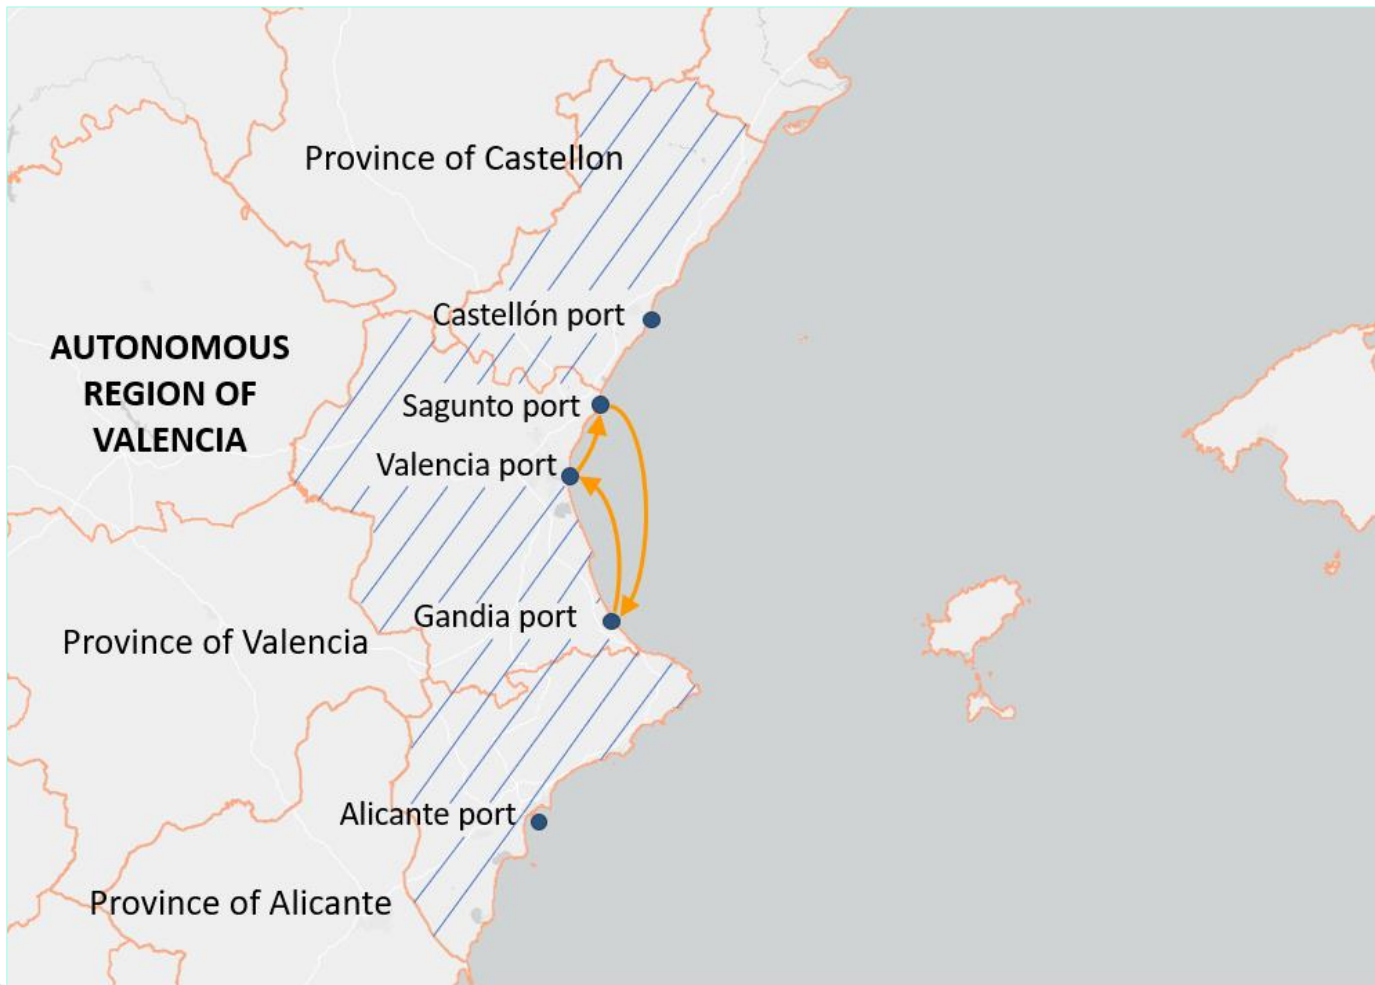 Province of Castellon
Castellón port
AUTONOMOUS
REGION OF
VALENCIA
Sagunto port
Valencia port
Gandia port
Province of Valencia
Alicante port
Province of Alicante